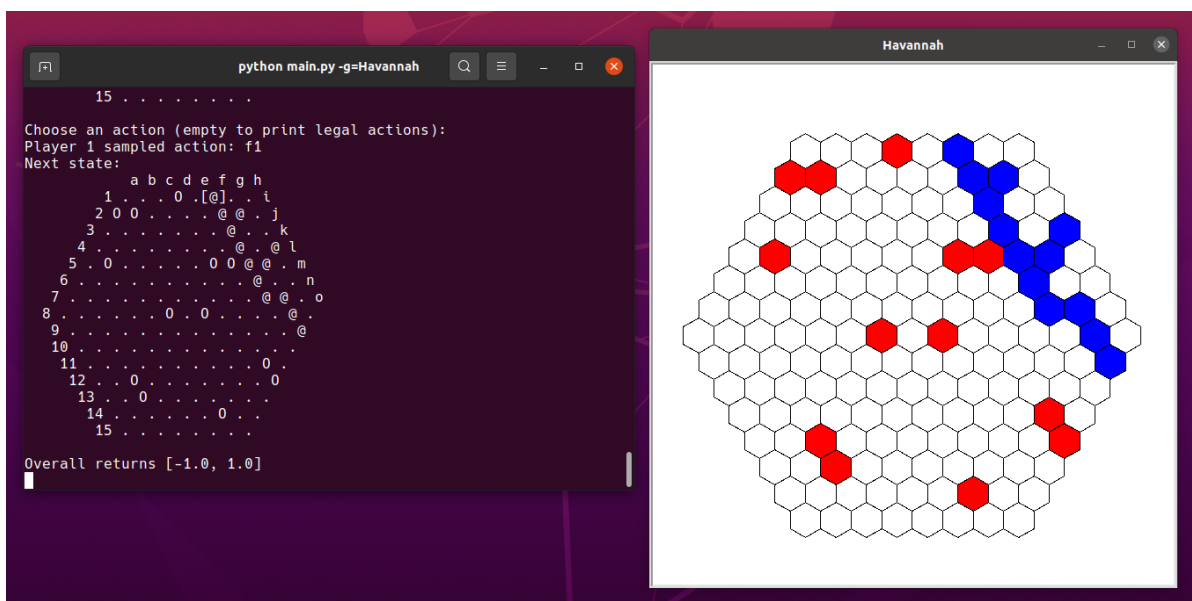 python main.py -g=Havannah
15 . . . . . . . .
Choose an action (empty to print legal actions):
Player 1 sampled action: f1
Next state:
a b c d e f g h
1 . . . O .[@]. . i
2 O O . . . . @ @ . j
3 . . . . . . . @ . . k
4 . . . . . . . . @ . @ l
5 . O . . . . . O O @ @ . m
6 . . . . . . . . . . @ . . n
7 . . . . . . . . . . . @ @ . o
8 . . . . . . O . O . . . . @ .
9 . . . . . . . . . . . . . @
10 . . . . . . . . . . . . .
11 . . . . . . . . . . O .
12 . . O . . . . . . . O
13 . . O . . . . . . .
14 . . . . . . O . .
15 . . . . . . . .
Overall returns [-1.0, 1.0]
Havannah